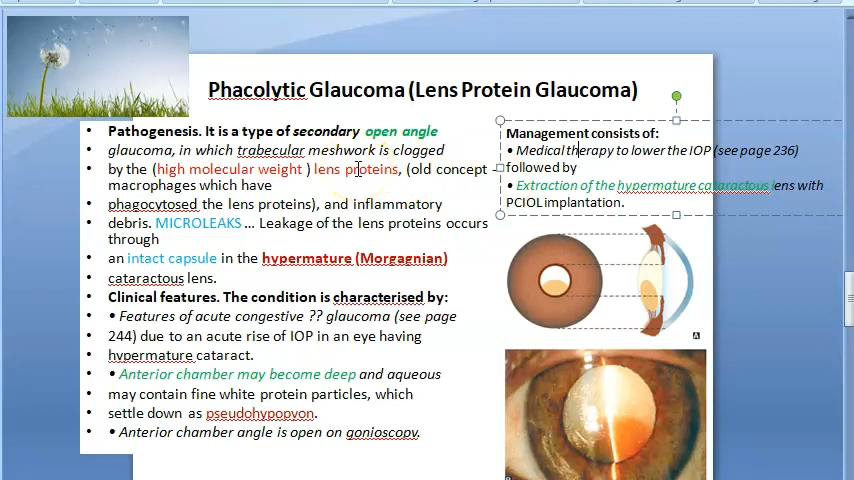 Phacolytic Glaucoma (Lens Protein Glaucoma)
Pathogenesis. It is a type of secondary open angle
glaucoma, in which trabecular meshwork is clogged
by the (high molecular weight ) lens proteins, (old concept -
macrophages which have
phagocytosed the lens proteins), and inflammatory
debris. MICROLEAKS ... Leakage of the lens proteins occurs
through
an intact capsule in the hypermature (Morgagnian)
cataractous lens.
Clinical features. The condition is characterised by:
• Features of acute congestive ?? glaucoma (see page
244) due to an acute rise of IOP in an eye having
hypermature cataract.
• Anterior chamber may become deep and aqueous
may contain fine white protein particles, which
settle down as pseudohypopyon.
• Anterior chamber angle is open on gonioscopy.
Management consists of:
• Medical therapy to lower the IOP (see page 236)
followed by
• Extraction of the hypermature cataractous lens with
PCIOL implantation.
A